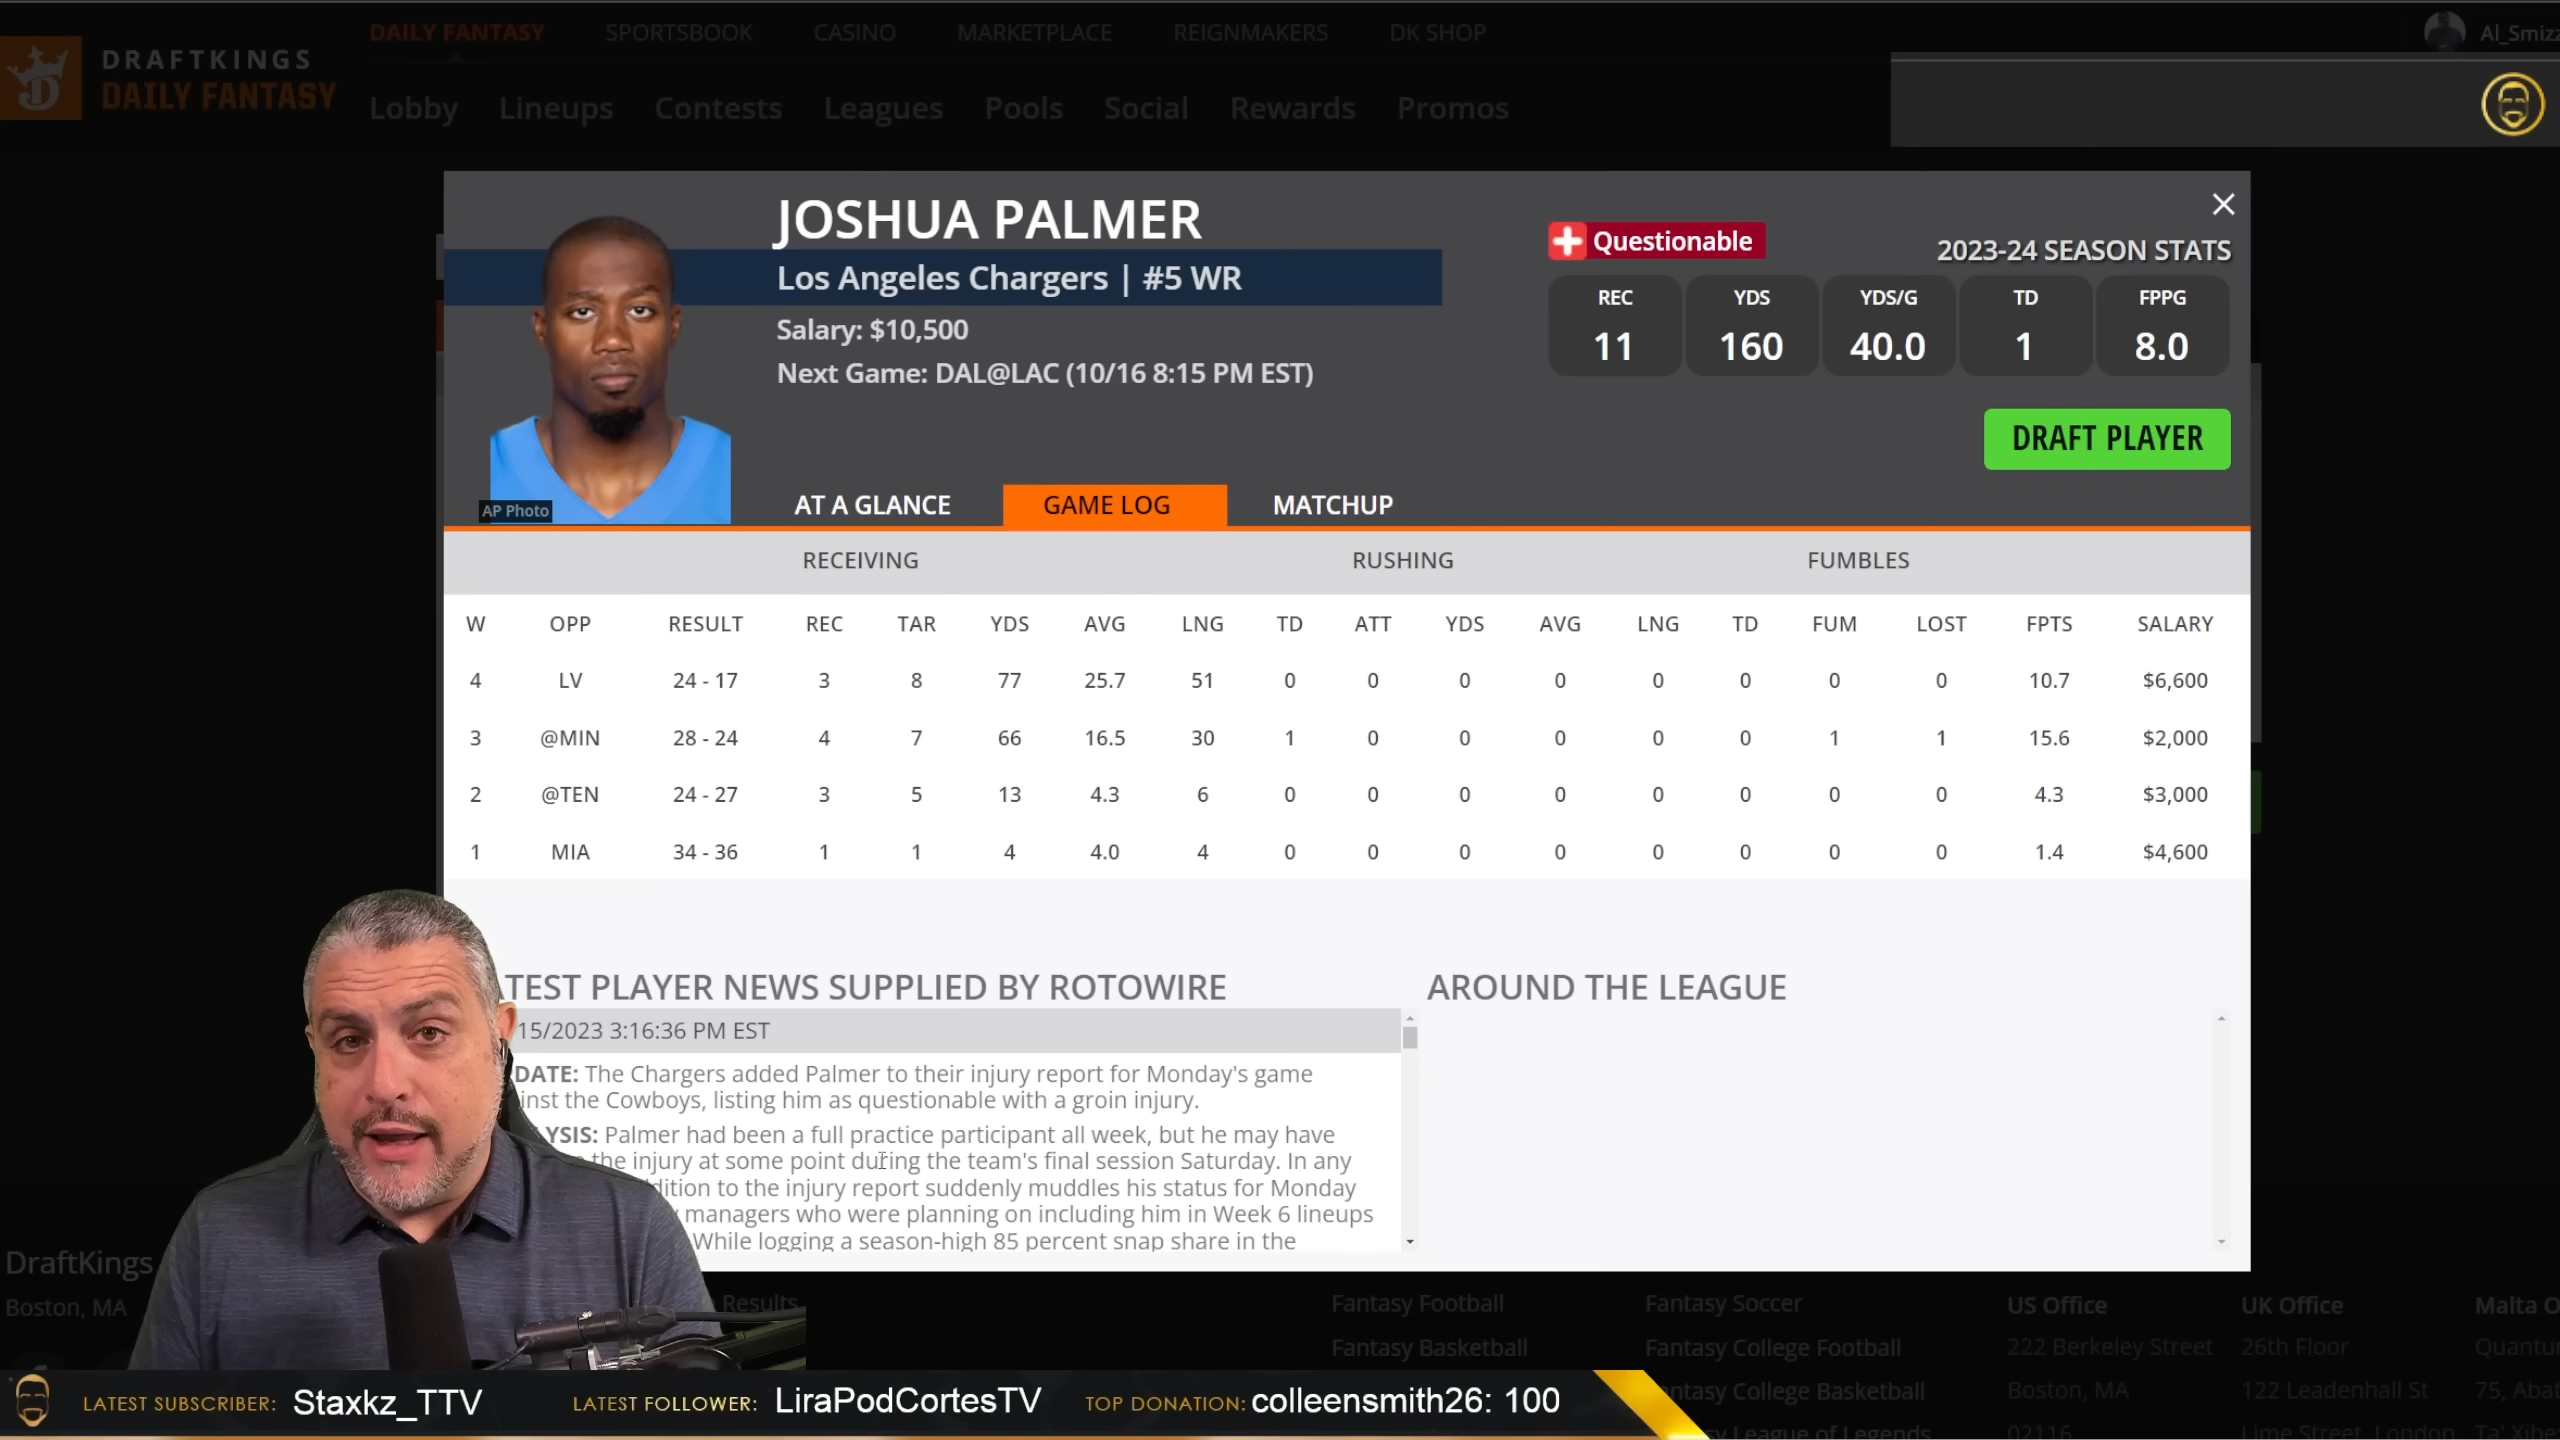 DAILY FANTASY SPORTSBOOK CASINO MARKETPLACE REIGNMAKERS DK SHOP
DRAFTKINGS
DAILY FANTASY
Lobby Lineups Contests Leagues Pools Social Rewards Promos
JOSHUA PALMER
Los Angeles Chargers | #5 WR
Salary: $10,500
Next Game: DAL@LAC (10/16 8:15 PM EST)
Questionable
2023-24 SEASON STATS
REC YDS YDS/G TD FPPG
11 160 40.0 1 8.0
DRAFT PLAYER
AP Photo
AT A GLANCE GAME LOG MATCHUP
RECEIVING RUSHING FUMBLES
W OPP RESULT REC TAR YDS AVG LNG TD ATT YDS AVG LNG TD FUM LOST FPTS SALARY
4 LV 24 - 17 3 8 77 25.7 51 0 0 0 0 0 0 0 0 10.7 $6,600
3 @MIN 28 - 24 4 7 66 16.5 30 1 0 0 0 0 0 1 1 15.6 $2,000
2 @TEN 24 - 27 3 5 13 4.3 6 0 0 0 0 0 0 0 0 4.3 $3,000
1 MIA 34 - 36 1 1 4 4.0 4 0 0 0 0 0 0 0 0 1.4 $4,600
TEST PLAYER NEWS SUPPLIED BY ROTOWIRE
15/2023 3:16:36 PM EST
DATE: The Chargers added Palmer to their injury report for Monday's game
inst the Cowboys, listing him as questionable with a groin injury.
YSIS: Palmer had been a full practice participant all week, but he may have
the injury at some point during the team's final session Saturday. In any
dition to the injury report suddenly muddles his status for Monday
managers who were planning on including him in Week 6 lineups
While logging a season-high 85 percent snap share in the
AROUND THE LEAGUE
DraftKings
Boston, MA
Results
Fantasy Football
Fantasy Basketball
Fantasy Soccer
Fantasy College Football
ntasy College Basketball
League of Legends
US Office
222 Berkeley Street
Boston, MA
02116
UK Office
26th Floor
122 Leadenhall St
Lime Street, London
Malta O
Quantu
75, Abat
LATEST SUBSCRIBER: Staxkz_TTV
LATEST FOLLOWER: LiraPodCortesTV
TOP DONATION: colleensmith26: 100